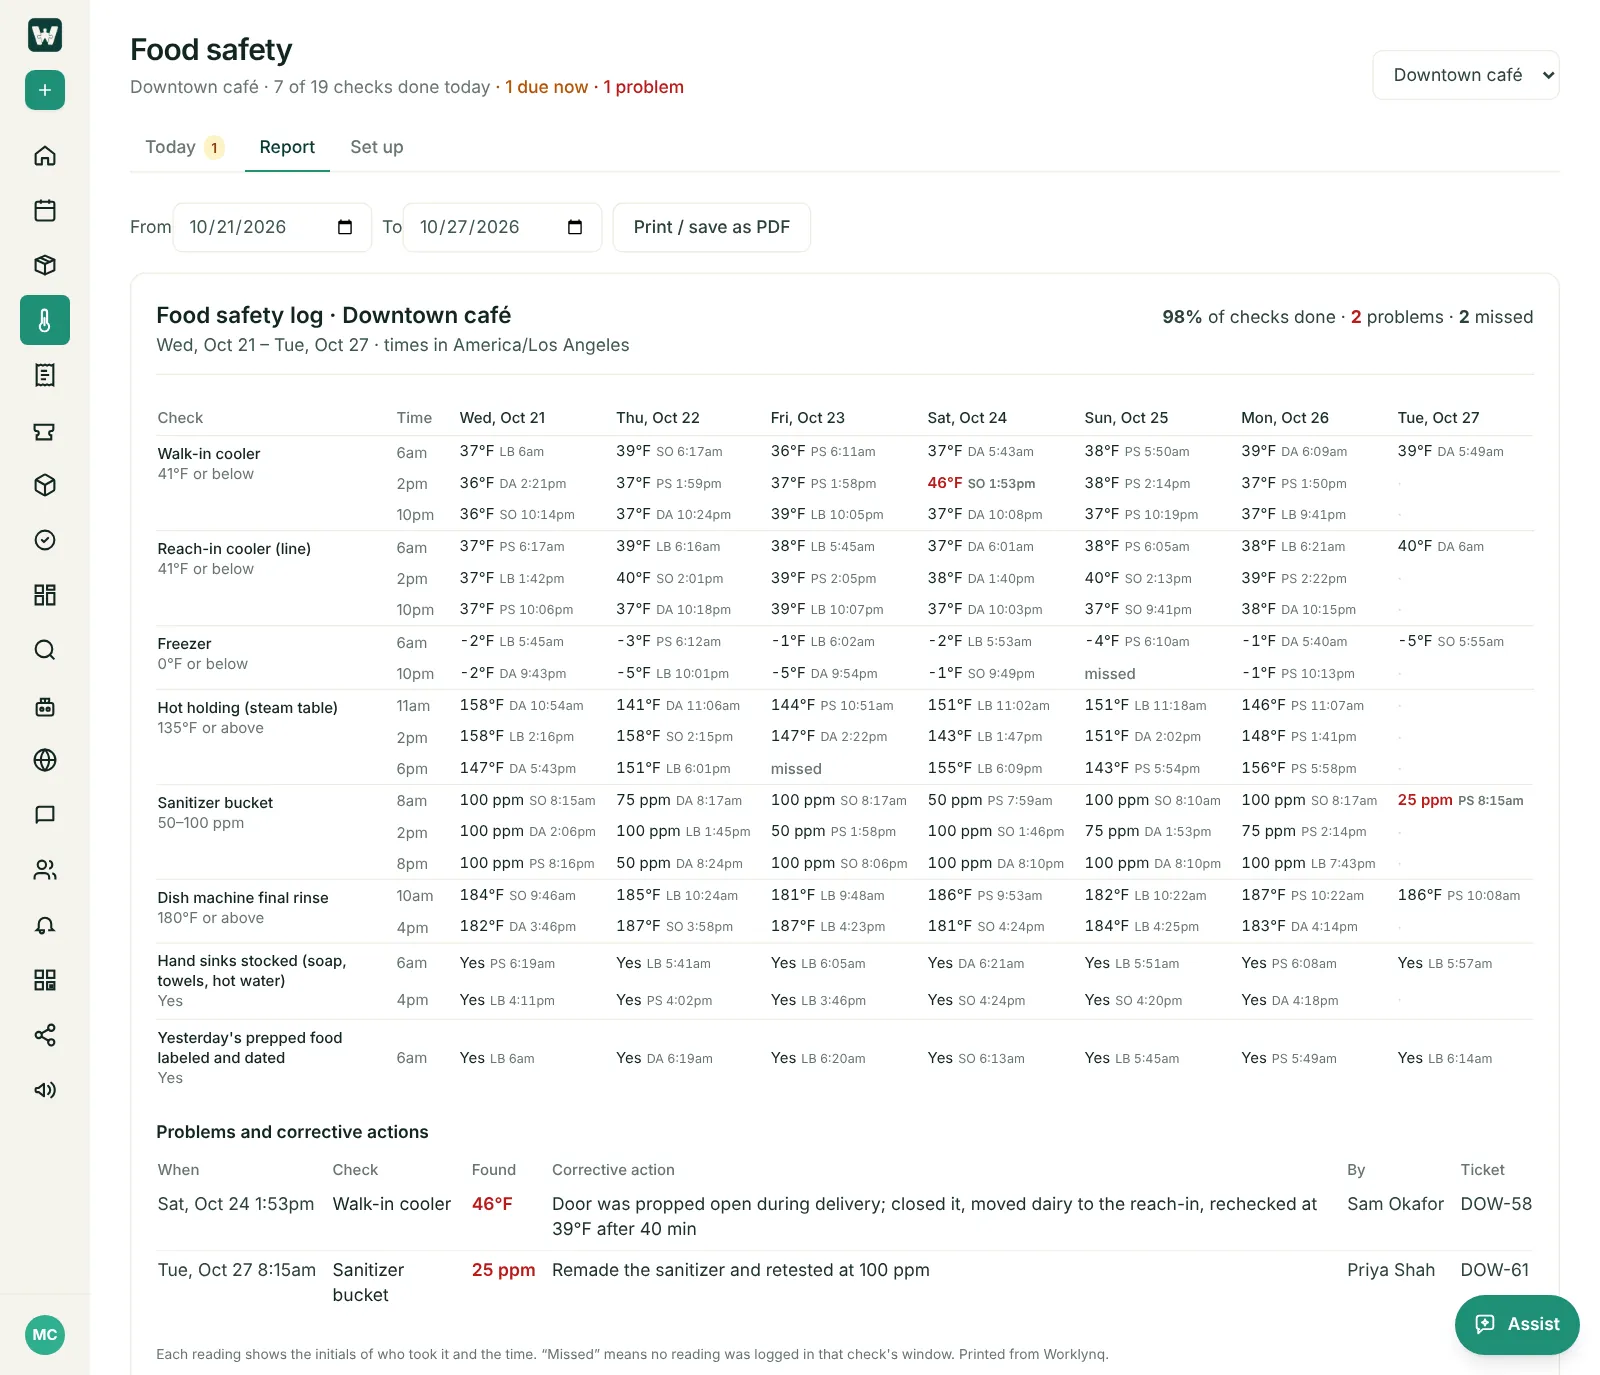 W
+
Food safety
Downtown café · 7 of 19 checks done today · 1 due now · 1 problem
Downtown café
Today 1 Report Set up
From 10/21/2026 To 10/27/2026 Print / save as PDF
Food safety log · Downtown café
98% of checks done · 2 problems · 2 missed
Wed, Oct 21 – Tue, Oct 27 · times in America/Los Angeles
Check Time Wed, Oct 21 Thu, Oct 22 Fri, Oct 23 Sat, Oct 24 Sun, Oct 25 Mon, Oct 26 Tue, Oct 27
Walk-in cooler 6am 37°F LB 6am 39°F SO 6:17am 36°F PS 6:11am 37°F DA 5:43am 38°F PS 5:50am 39°F DA 6:09am 39°F DA 5:49am
41°F or below
2pm 36°F DA 2:21pm 37°F PS 1:59pm 37°F PS 1:58pm 46°F SO 1:53pm 38°F PS 2:14pm 37°F PS 1:50pm ·
10pm 36°F SO 10:14pm 37°F DA 10:24pm 39°F LB 10:05pm 37°F DA 10:08pm 37°F PS 10:19pm 37°F LB 9:41pm ·
Reach-in cooler (line) 6am 37°F PS 6:17am 39°F LB 6:16am 38°F LB 5:45am 37°F DA 6:01am 38°F PS 6:05am 38°F LB 6:21am 40°F DA 6am
41°F or below
2pm 37°F LB 1:42pm 40°F SO 2:01pm 39°F PS 2:05pm 38°F DA 1:40pm 40°F SO 2:13pm 39°F PS 2:22pm ·
10pm 37°F PS 10:06pm 37°F DA 10:18pm 39°F LB 10:07pm 37°F DA 10:03pm 37°F SO 9:41pm 38°F DA 10:15pm ·
Freezer 6am -2°F LB 5:45am -3°F PS 6:12am -1°F LB 6:02am -2°F LB 5:53am -4°F PS 6:10am -1°F DA 5:40am -5°F SO 5:55am
0°F or below
10pm -2°F DA 9:43pm -5°F LB 10:01pm -5°F DA 9:54pm -1°F SO 9:49pm missed -1°F PS 10:13pm ·
Hot holding (steam table) 11am 158°F DA 10:54am 141°F DA 11:06am 144°F PS 10:51am 151°F LB 11:02am 151°F LB 11:18am 146°F PS 11:07am ·
135°F or above
2pm 158°F LB 2:16pm 158°F SO 2:15pm 147°F DA 2:22pm 143°F LB 1:47pm 151°F DA 2:02pm 148°F PS 1:41pm ·
6pm 147°F DA 5:43pm 151°F LB 6:01pm missed 155°F LB 6:09pm 143°F PS 5:54pm 156°F PS 5:58pm ·
Sanitizer bucket 8am 100 ppm SO 8:15am 75 ppm DA 8:17am 100 ppm SO 8:17am 50 ppm PS 7:59am 100 ppm SO 8:10am 100 ppm SO 8:17am 25 ppm PS 8:15am
50–100 ppm
2pm 100 ppm DA 2:06pm 100 ppm LB 1:45pm 50 ppm PS 1:58pm 100 ppm SO 1:46pm 75 ppm DA 1:53pm 75 ppm PS 2:14pm ·
8pm 100 ppm PS 8:16pm 50 ppm DA 8:24pm 100 ppm SO 8:06pm 100 ppm DA 8:10pm 100 ppm DA 8:10pm 100 ppm LB 7:43pm ·
Dish machine final rinse 10am 184°F SO 9:46am 185°F LB 10:24am 181°F LB 9:48am 186°F PS 9:53am 182°F LB 10:22am 187°F PS 10:22am 186°F PS 10:08am
180°F or above
4pm 182°F DA 3:46pm 187°F SO 3:58pm 187°F LB 4:23pm 181°F SO 4:24pm 184°F LB 4:25pm 183°F DA 4:14pm ·
Hand sinks stocked (soap, towels, hot water) 6am Yes PS 6:19am Yes LB 5:41am Yes LB 6:05am Yes DA 6:21am Yes LB 5:51am Yes PS 6:08am Yes LB 5:57am
Yes 4pm Yes LB 4:11pm Yes PS 4:02pm Yes LB 3:46pm Yes SO 4:24pm Yes SO 4:20pm Yes DA 4:18pm ·
Yesterday's prepped food labeled and dated 6am Yes LB 6am Yes DA 6:19am Yes LB 6:20am Yes SO 6:13am Yes LB 5:45am Yes PS 5:49am Yes LB 6:14am
Yes
Problems and corrective actions
When Check Found Corrective action By Ticket
Sat, Oct 24 1:53pm Walk-in cooler 46°F Door was propped open during delivery; closed it, moved dairy to the reach-in, rechecked at 39°F after 40 min Sam Okafor DOW-58
Tue, Oct 27 8:15am Sanitizer bucket 25 ppm Remade the sanitizer and retested at 100 ppm Priya Shah DOW-61
MC
Assist
Each reading shows the initials of who took it and the time. “Missed” means no reading was logged in that check's window. Printed from Worklynq.